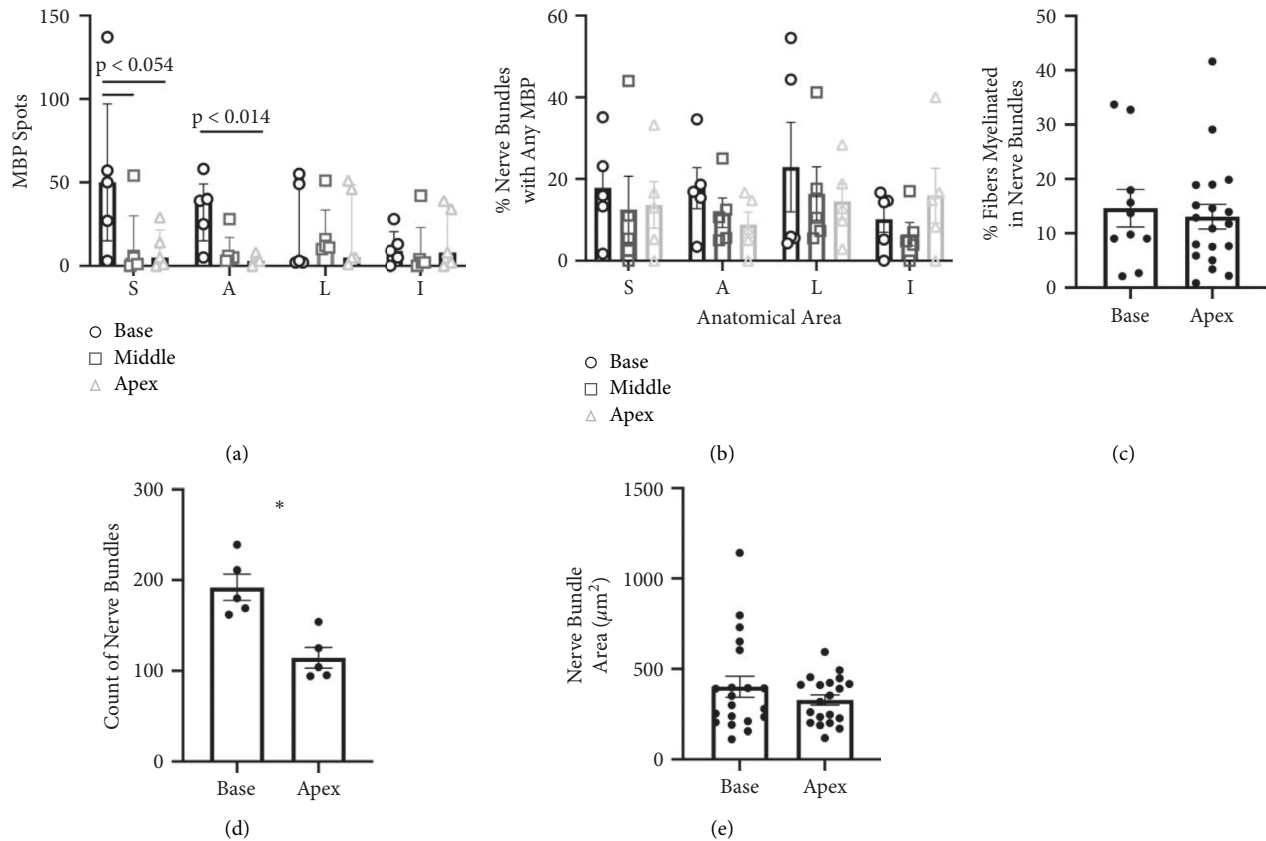 150
100
50
0
MBP Spots
p < 0.054
p < 0.014
S A L I
Base
Middle
Apex
(a)
60
40
20
0
% Nerve Bundles
with Any MBP
S A L I
Anatomical Area
Base
Middle
Apex
(b)
50
40
30
20
10
0
% Fibers Myelinated
in Nerve Bundles
Base Apex
(c)
300
200
100
0
Count of Nerve Bundles
*
Base Apex
(d)
1500
1000
500
0
Nerve Bundle
Area (μm²)
Base Apex
(e)